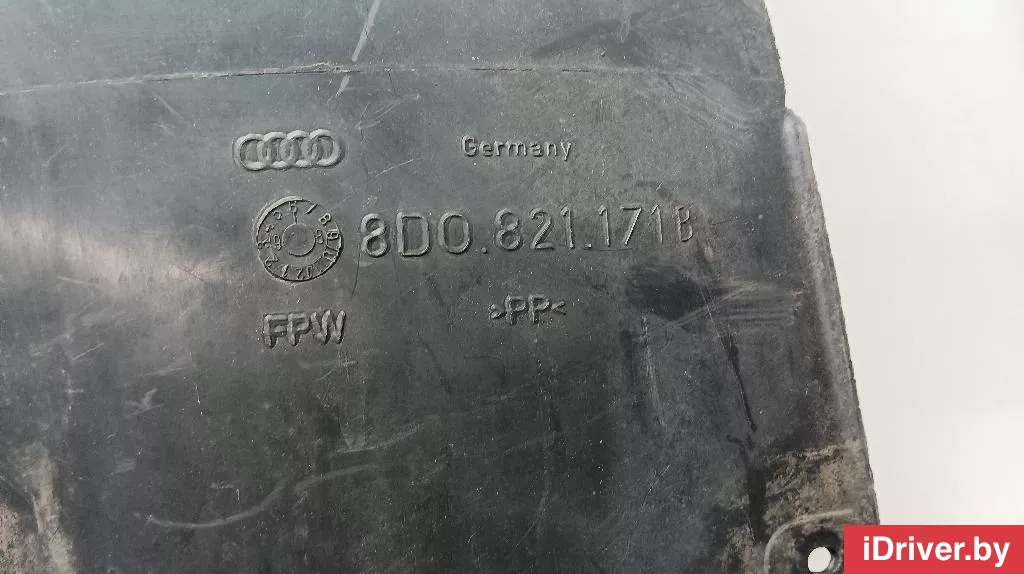 Germany
8D0.821.171B
FPW
>PP<
iDriver.by